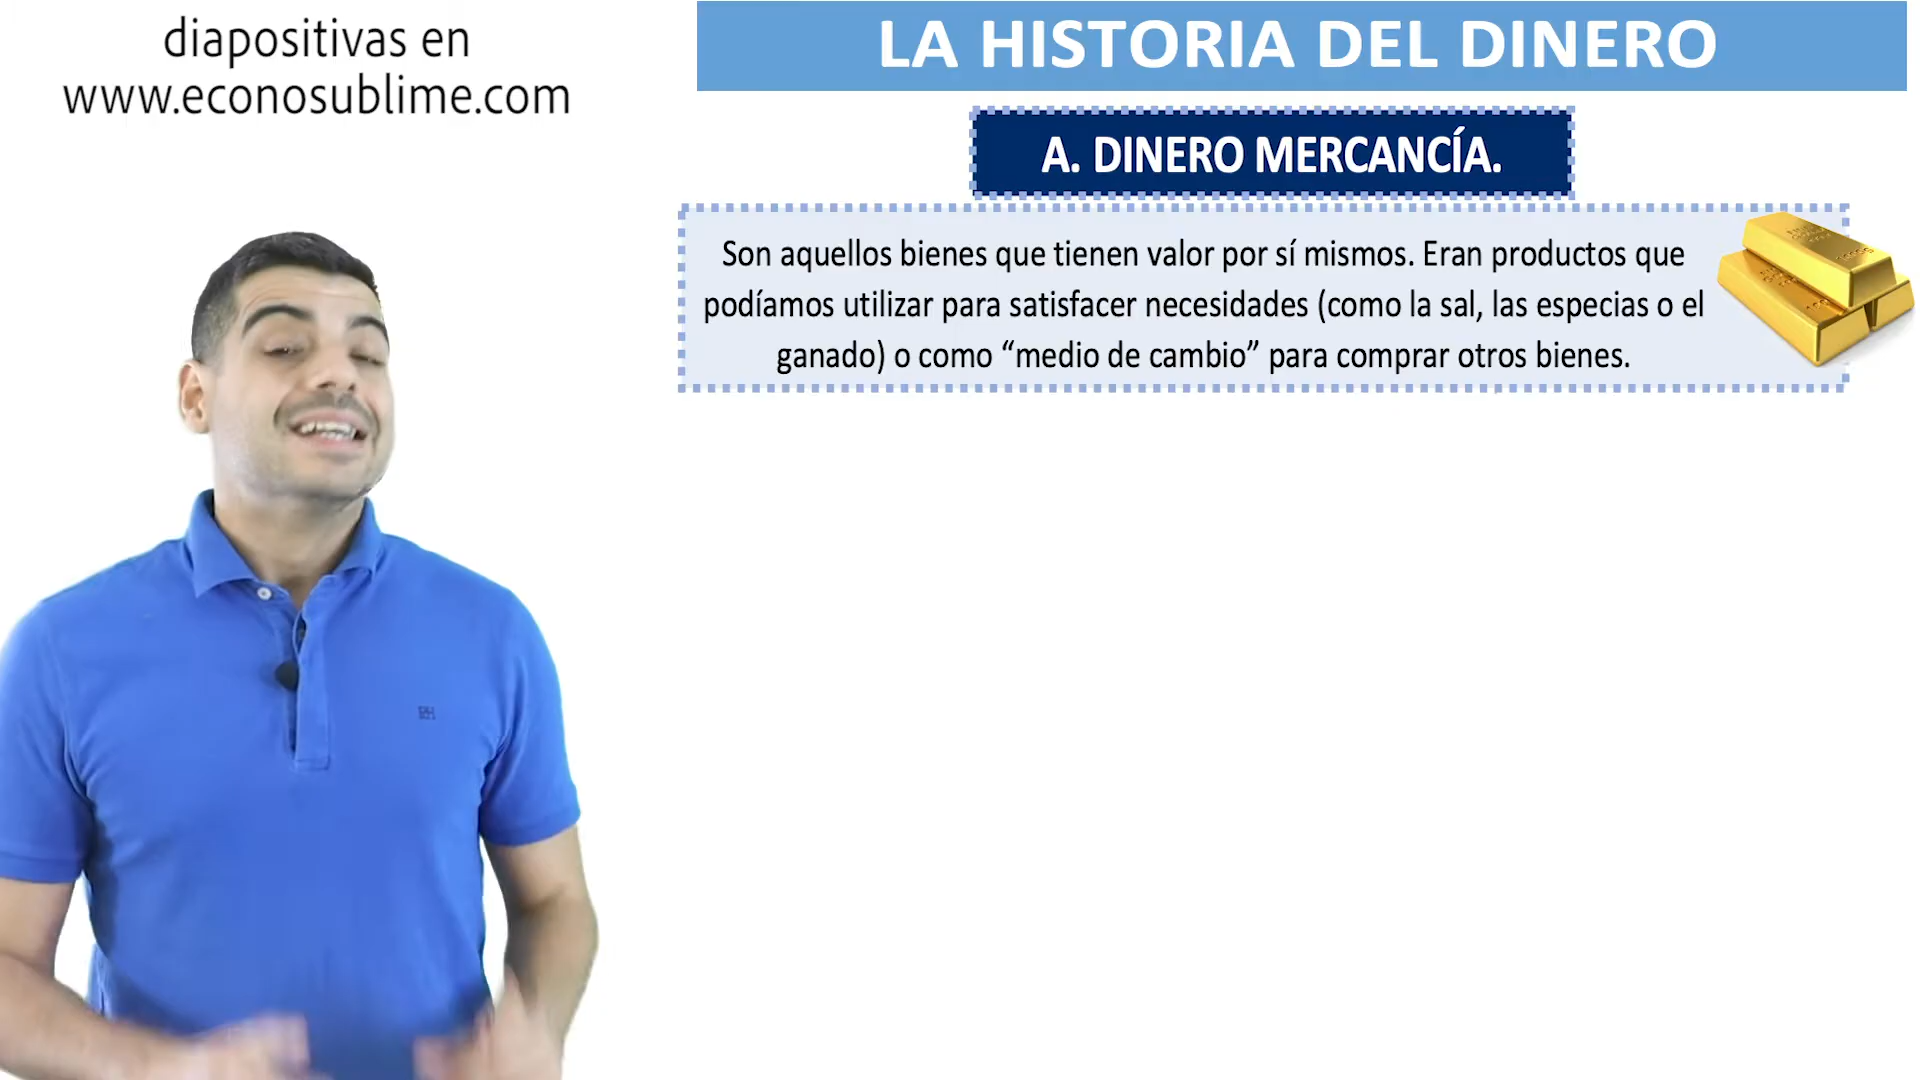 diapositivas en
www.econosublime.com
LA HISTORIA DEL DINERO
A. DINERO MERCANCÍA.
Son aquellos bienes que tienen valor por sí mismos. Eran productos que
podíamos utilizar para satisfacer necesidades (como la sal, las especias o el
ganado) o como “medio de cambio” para comprar otros bienes.